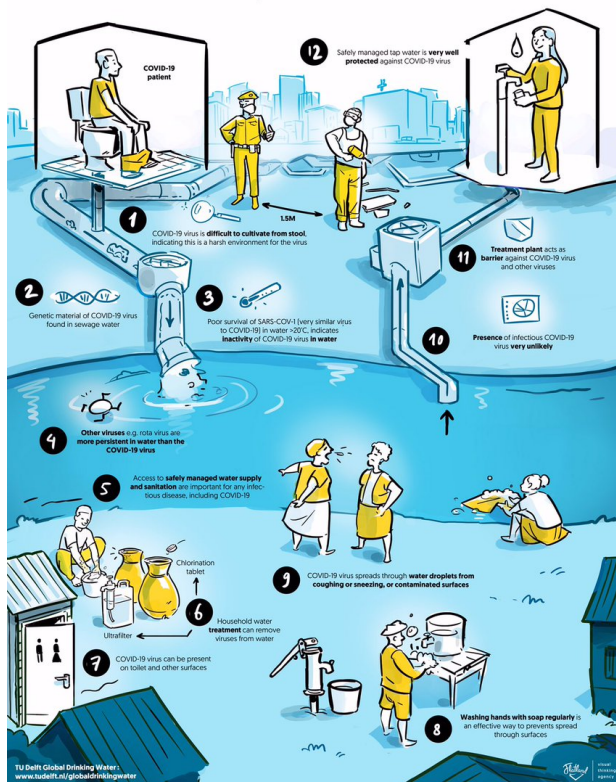 COVID-19
patient
12
Safely managed tap water is very well
protected against COVID-19 virus
1.5M
1
COVID-19 virus is difficult to cultivate from stool,
indicating this is a harsh environment for the virus
2
Genetic material of COVID-19 virus
found in sewage water
3
Poor survival of SARS-COV-1 (very similar virus
to COVID-19) in water >20°C, indicates
inactivity of COVID-19 virus in water
11
Treatment plant acts as
barrier against COVID-19 virus
and other viruses
10
Presence of infectious COVID-19
virus very unlikely
4
Other viruses e.g. rota virus are
more persistent in water than the
COVID-19 virus
5
Access to safely managed water supply
and sanitation are important for any infec-
tious disease, including COVID-19
Chlorination
tablet
9
COVID-19 virus spreads through water droplets from
coughing or sneezing, or contaminated surfaces
6
Household water
treatment can remove
viruses from water
Ultrafilter
7
COVID-19 virus can be present
on toilet and other surfaces
8
Washing hands with soap regularly is
an effective way to prevents spread
through surfaces
TU Delft Global Drinking Water :
www.tudelft.nl/globaldrinkingwater
visual
thinking
agency